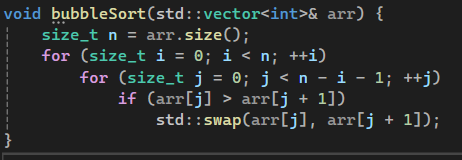 void bubbleSort(std::vector<int>& arr) {
    size_t n = arr.size();
    for (size_t i = 0; i < n; ++i)
        for (size_t j = 0; j < n - i - 1; ++j)
            if (arr[j] > arr[j + 1])
                std::swap(arr[j], arr[j + 1]);
}